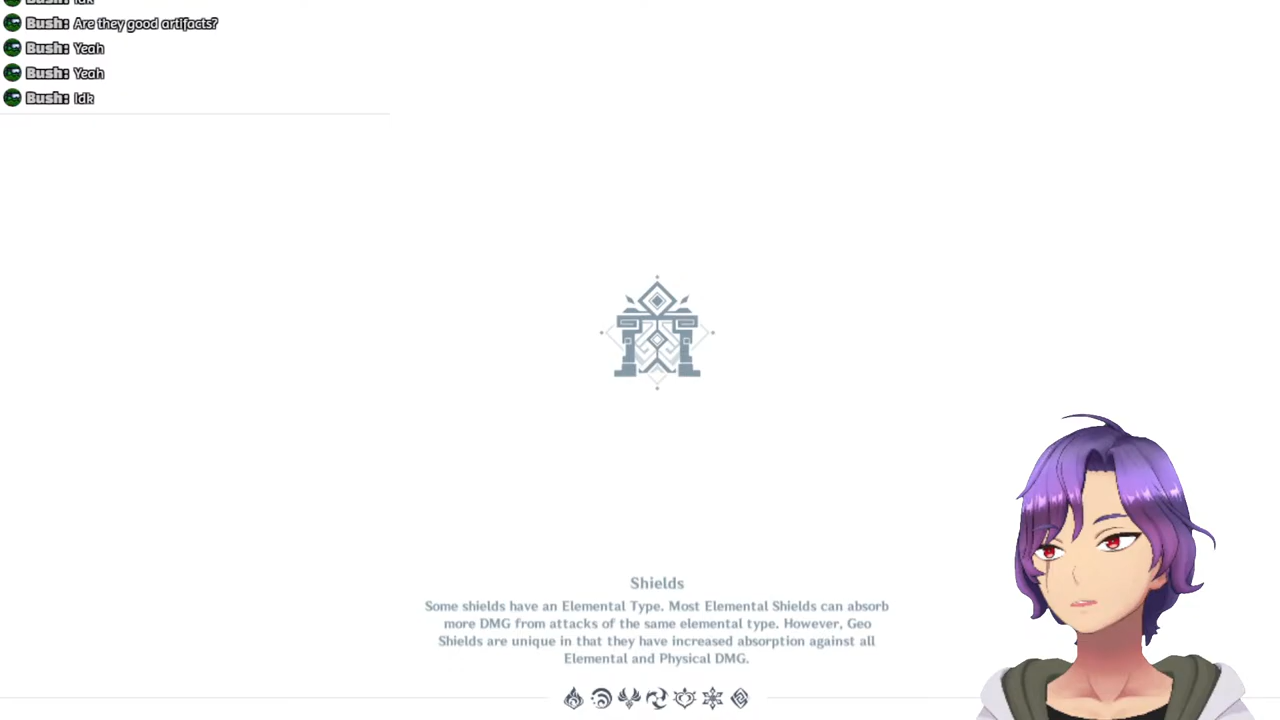 Bush: Idk
Bush: Are they good artifacts?
Bush: Yeah
Bush: Yeah
Bush: Idk
Shields
Some shields have an Elemental Type. Most Elemental Shields can absorb
more DMG from attacks of the same elemental type. However, Geo
Shields are unique in that they have increased absorption against all
Elemental and Physical DMG.